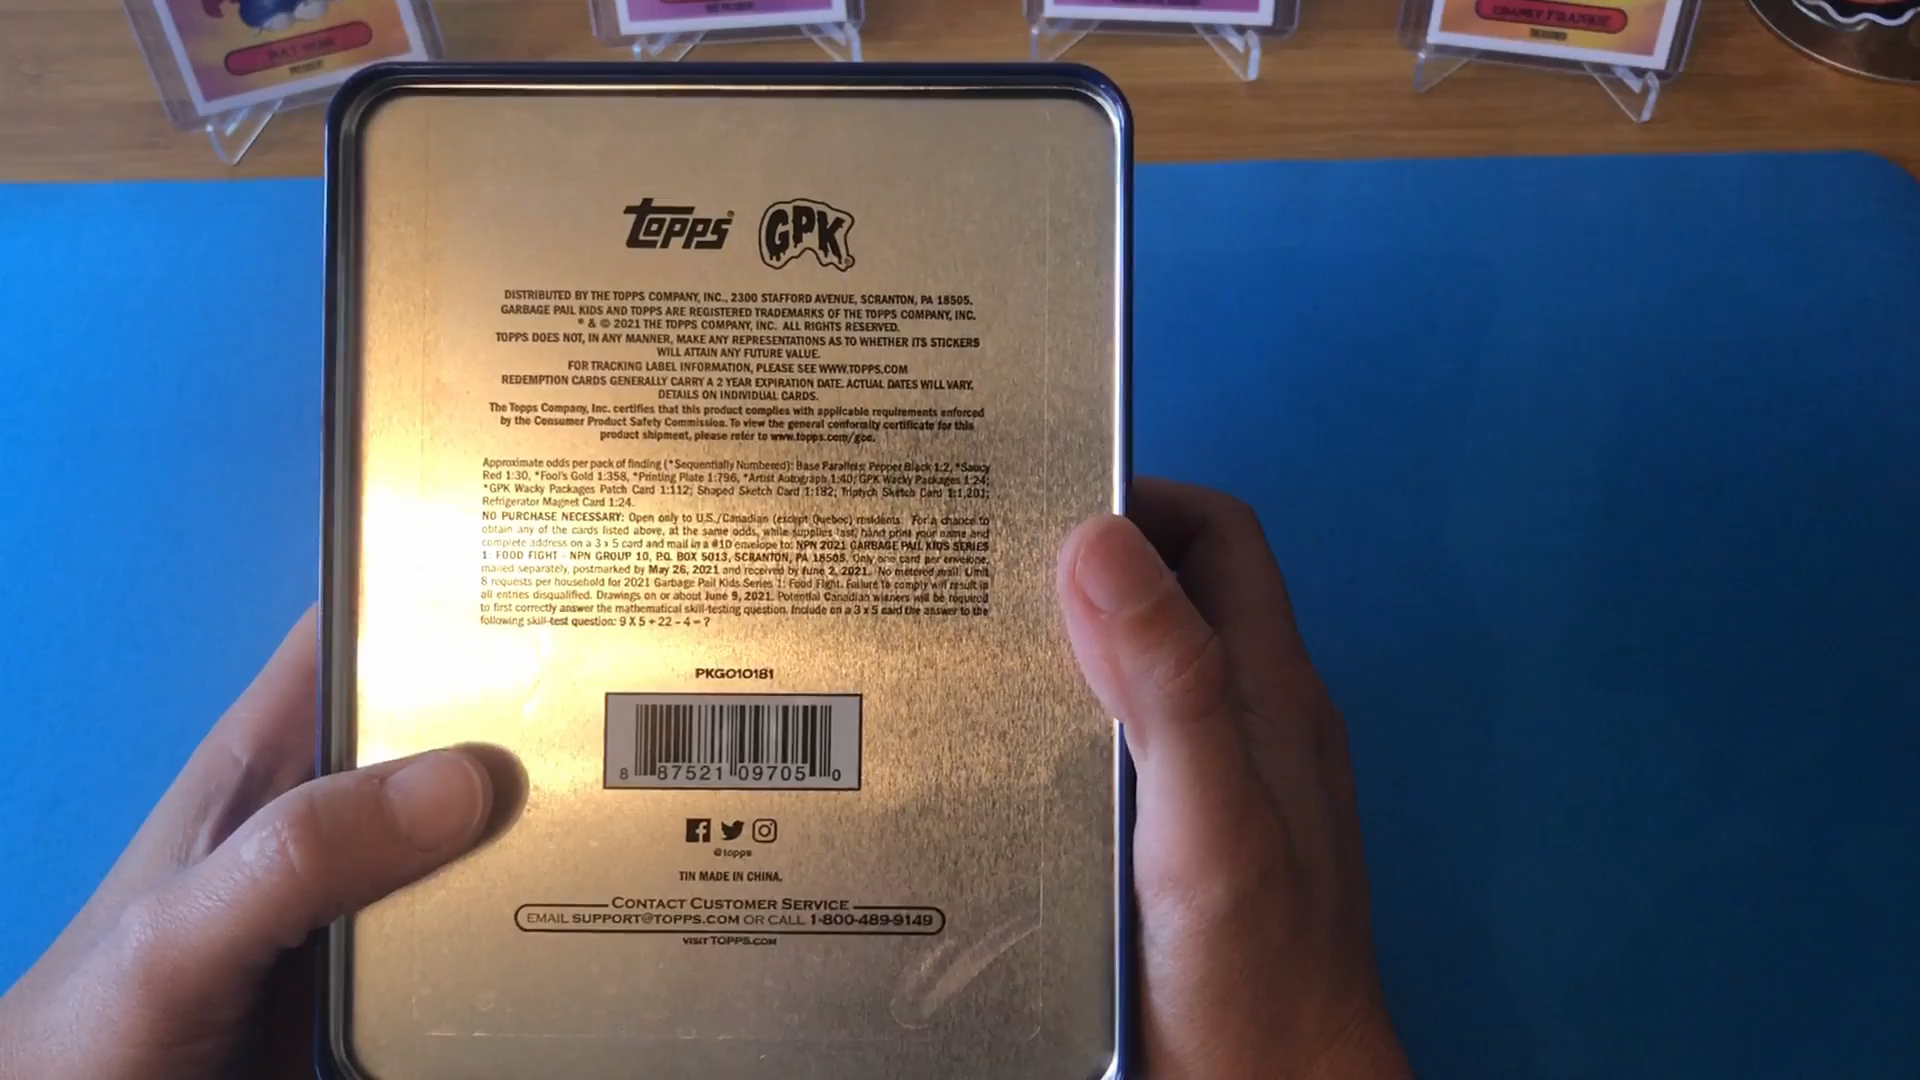 topps GPK
DISTRIBUTED BY THE TOPPS COMPANY, INC., 2300 STAFFORD AVENUE, SCRANTON, PA 18505.
GARBAGE PAIL KIDS AND TOPPS ARE REGISTERED TRADEMARKS OF THE TOPPS COMPANY, INC.
® & © 2021 THE TOPPS COMPANY, INC. ALL RIGHTS RESERVED.
TOPPS DOES NOT, IN ANY MANNER, MAKE ANY REPRESENTATIONS AS TO WHETHER ITS STICKERS
WILL ATTAIN ANY FUTURE VALUE.
FOR TRACKING LABEL INFORMATION, PLEASE SEE WWW.TOPPS.COM
REDEMPTION CARDS GENERALLY CARRY A 2 YEAR EXPIRATION DATE. ACTUAL DATES WILL VARY.
DETAILS ON INDIVIDUAL CARDS.
The Topps Company, Inc. certifies that this product complies with applicable requirements enforced
by the Consumer Product Safety Commission. To view the general conformity certificate for this
product shipment, please refer to www.topps.com/gcc.
Approximate odds per pack of finding (*Sequentially Numbered): Base Parallels: Pepper Black 1:2, *Saucy
Red 1:30, *Fool's Gold 1:358, *Printing Plate 1:796, *Artist Autograph 1:40; GPK Wacky Packages 1:24;
*GPK Wacky Packages Patch Card 1:112; Shaped Sketch Card 1:182; Triptych Sketch Card 1:1,201;
Refrigerator Magnet Card 1:24.
NO PURCHASE NECESSARY: Open only to U.S./Canadian (except Quebec) residents. For a chance to
obtain any of the cards listed above, at the same odds, while supplies last, hand print your name and
complete address on a 3 x 5 card and mail in a #10 envelope to: NPN 2021 GARBAGE PAIL KIDS SERIES
1: FOOD FIGHT - NPN GROUP 10, P.O. BOX 5013, SCRANTON, PA 18505. Only one card per envelope,
mailed separately, postmarked by May 26, 2021 and received by June 2, 2021. No metered mail. Limit
8 requests per household for 2021 Garbage Pail Kids Series 1: Food Fight. Failure to comply will result in
all entries disqualified. Drawings on or about June 9, 2021. Potential Canadian winners will be required
to first correctly answer the mathematical skill-testing question. Include on a 3 x 5 card the answer to the
following skill-test question: 9 X 5 + 22 - 4 = ?
PKG010181
8 87521 09705 0
@topps
TIN MADE IN CHINA.
CONTACT CUSTOMER SERVICE
EMAIL SUPPORT@TOPPS.COM OR CALL 1-800-489-9149
VISIT TOPPS.COM